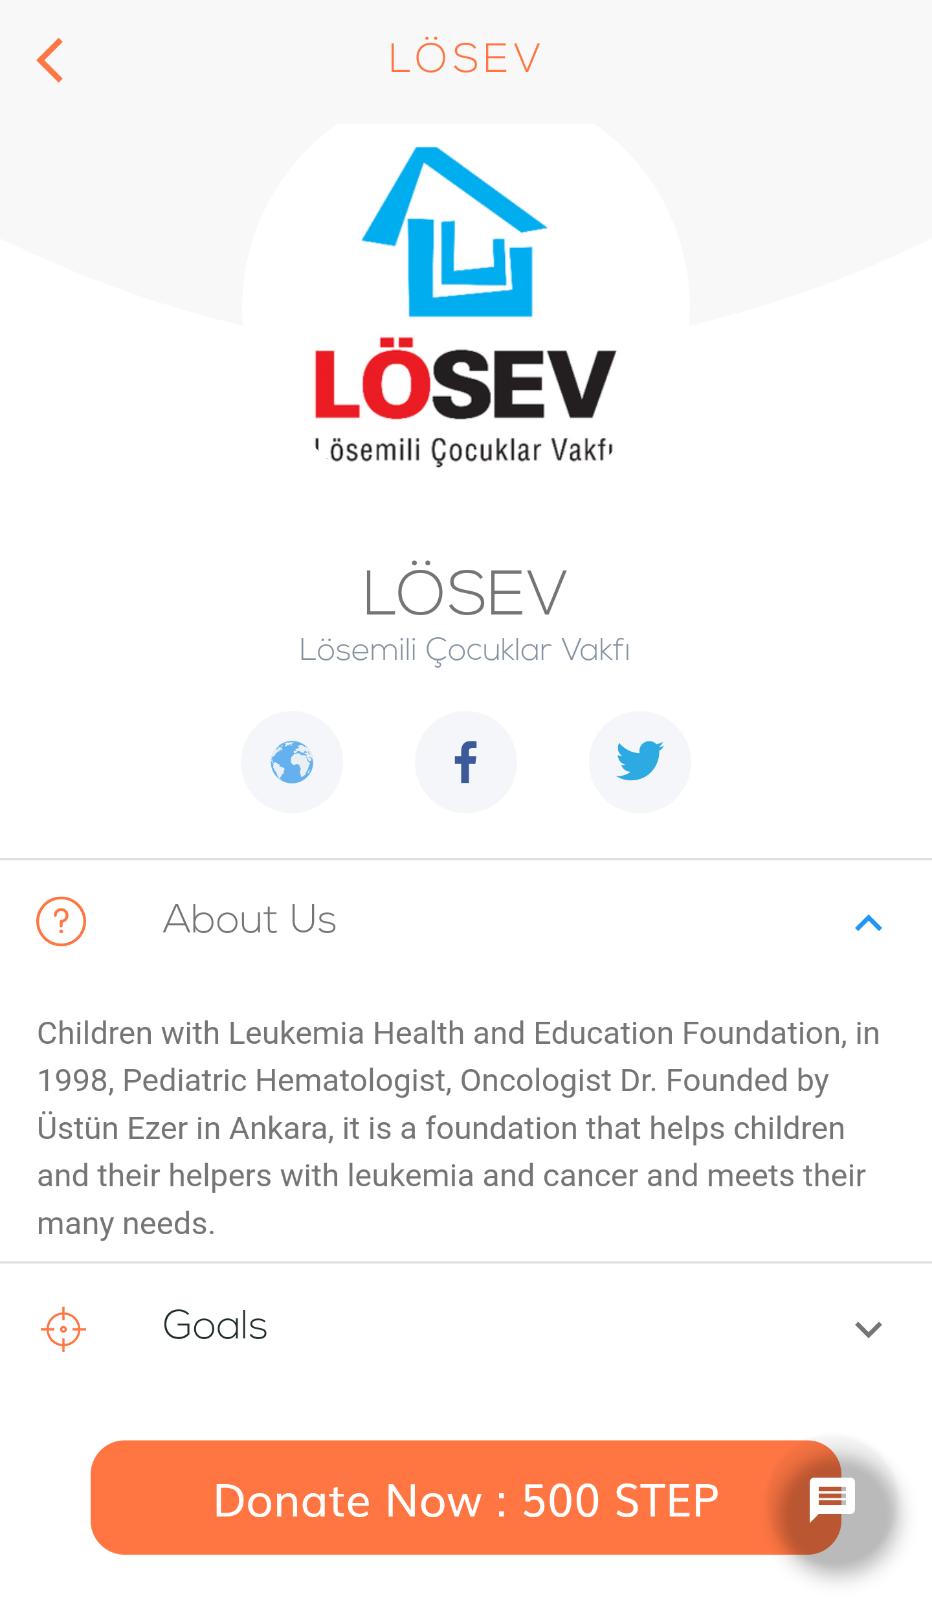 LÖSEV
LÖSEV
Lösemili Çocuklar Vakfı
LÖSEV
Lösemili Çocuklar Vakfı
About Us
Children with Leukemia Health and Education Foundation, in
1998, Pediatric Hematologist, Oncologist Dr. Founded by
Üstün Ezer in Ankara, it is a foundation that helps children
and their helpers with leukemia and cancer and meets their
many needs.
Goals
Donate Now : 500 STEP